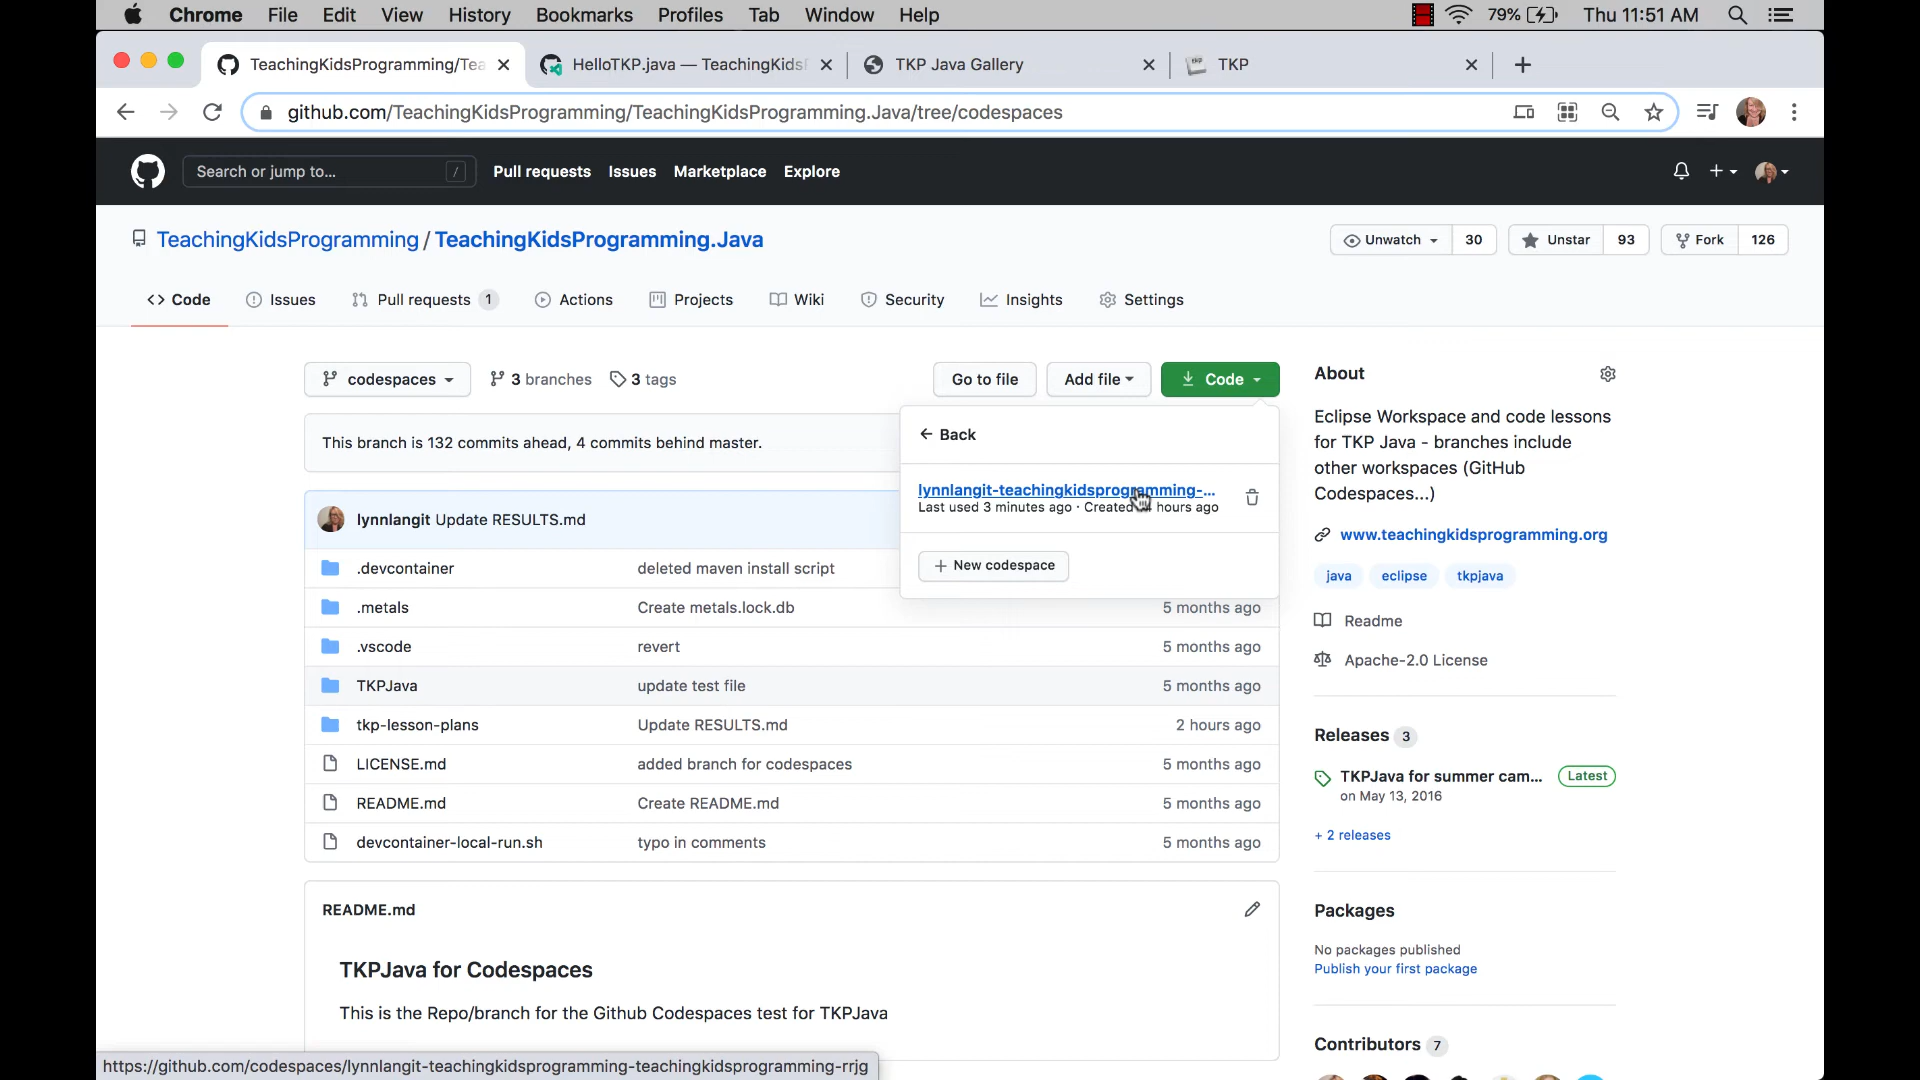 Chrome File Edit View History Bookmarks Profiles Tab Window Help 79% Thu 11:51 AM
TeachingKidsProgramming/Tea HelloTKP.java — TeachingKidsP TKP Java Gallery TKP
github.com/TeachingKidsProgramming/TeachingKidsProgramming.Java/tree/codespaces
Search or jump to... / Pull requests Issues Marketplace Explore
TeachingKidsProgramming / TeachingKidsProgramming.Java Unwatch 30 Unstar 93 Fork 126
Code Issues Pull requests 1 Actions Projects Wiki Security Insights Settings
codespaces 3 branches 3 tags Go to file Add file Code
This branch is 132 commits ahead, 4 commits behind master.
Back
lynnlangit-teachingkidsprogramming-...
Last used 3 minutes ago · Created hours ago
New codespace
lynnlangit Update RESULTS.md
.devcontainer deleted maven install script
.metals Create metals.lock.db 5 months ago
.vscode revert 5 months ago
TKPJava update test file 5 months ago
tkp-lesson-plans Update RESULTS.md 2 hours ago
LICENSE.md added branch for codespaces 5 months ago
README.md Create README.md 5 months ago
devcontainer-local-run.sh typo in comments 5 months ago
README.md
TKPJava for Codespaces
This is the Repo/branch for the Github Codespaces test for TKPJava
About
Eclipse Workspace and code lessons
for TKP Java - branches include
other workspaces (GitHub
Codespaces...)
www.teachingkidsprogramming.org
java eclipse tkpjava
Readme
Apache-2.0 License
Releases 3
TKPJava for summer cam... Latest
on May 13, 2016
+ 2 releases
Packages
No packages published
Publish your first package
Contributors 7
https://github.com/codespaces/lynnlangit-teachingkidsprogramming-teachingkidsprogramming-rrjg